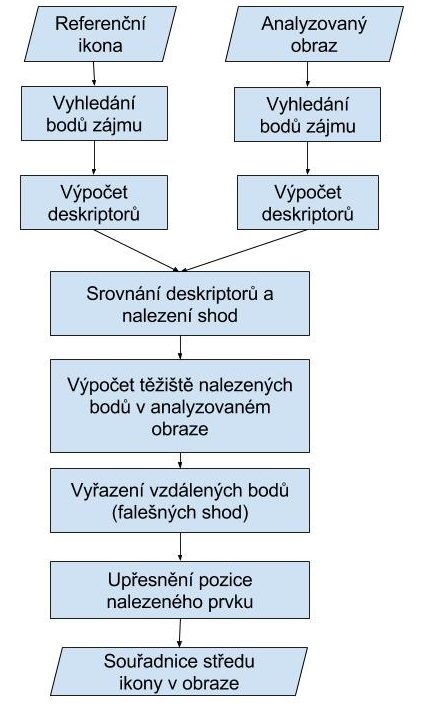 Referenční
ikona
Analyzovaný
obraz
Vyhledání
bodů zájmu
Vyhledání
bodů zájmu
Výpočet
deskriptorů
Výpočet
deskriptorů
Srovnání deskriptorů a
nalezení shod
Výpočet těžiště nalezených
bodů v analyzovaném
obraze
Vyřazení vzdálených bodů
(falešných shod)
Upřesnění pozice
nalezeného prvku
Souřadnice středu
ikony v obraze